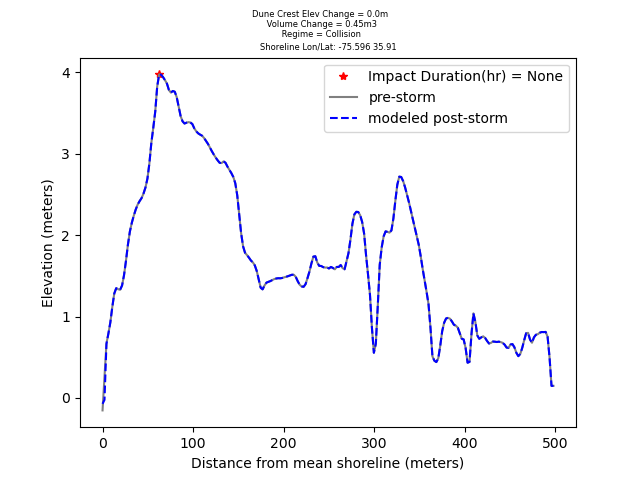 Dune Crest Elev Change = 0.0m
Volume Change = 0.45m3
Regime = Collision
Shoreline Lon/Lat: -75.596 35.91
Impact Duration(hr) = None
pre-storm
modeled post-storm
Elevation (meters)
4
3
2
1
0
0 100 200 300 400 500
Distance from mean shoreline (meters)